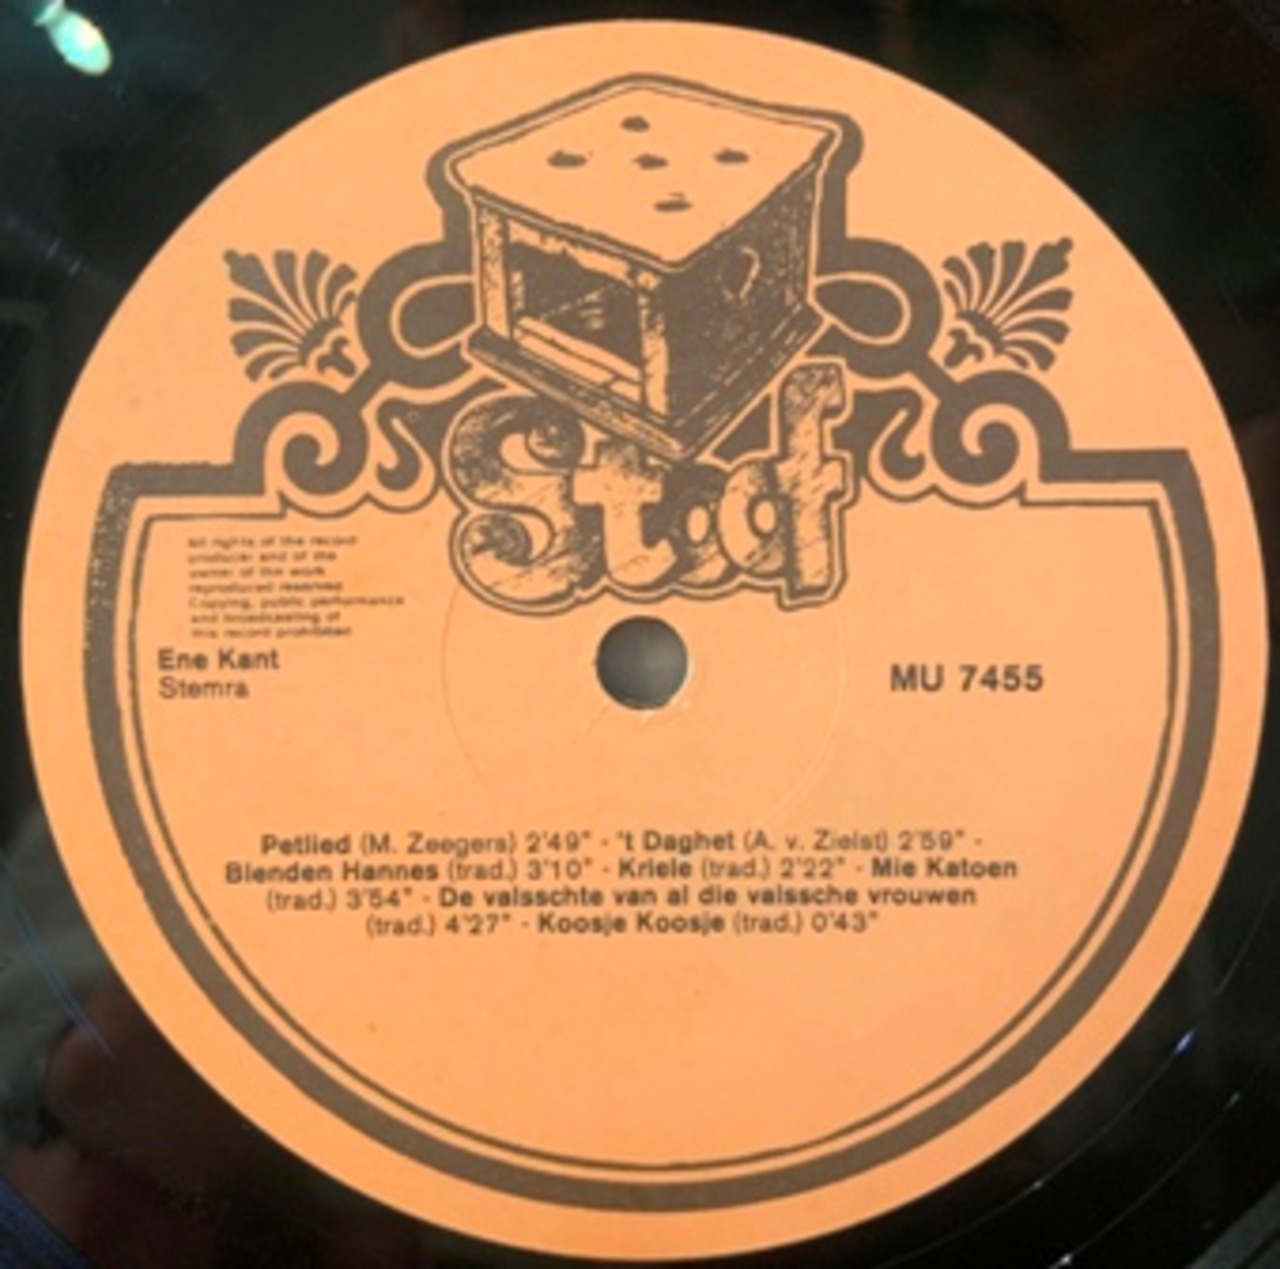 Stoof
All rights of the record
producer and of the
owner of the work
reproduced reserved
Copying, public performance
and broadcasting of
this record prohibited
Ene Kant
Stemra
MU 7455
Petlied (M. Zeegers) 2'49" - 't Daghet (A. v. Zielst) 2'59" -
Blenden Hannes (trad.) 3'10" - Kriele (trad.) 2'22" - Mie Katoen
(trad.) 3'54" - De valsschte van al die valssche vrouwen
(trad.) 4'27" - Koosje Koosje (trad.) 0'43"